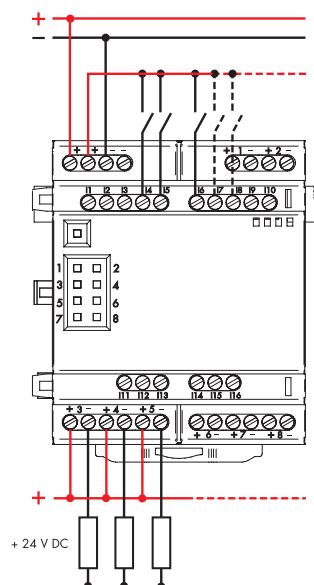 +
−
+ + − −
+ 1 − + 2 −
I1 I2 I3 I4 I5 I6 I7 I8 I9 I10
1 2
3 4
5 6
7 8
I11 I12 I13 I14 I15 I16
+ 3 − + 4 − + 5 −
+ 6 − + 7 − + 8 −
+
+ 24 V DC